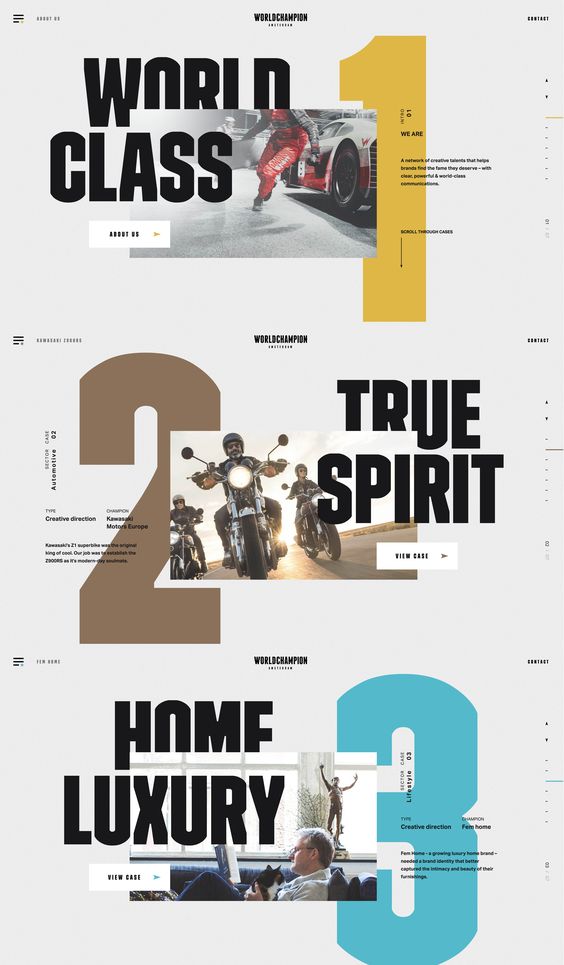 ABOUT US
WORLDCHAMPION
AMSTERDAM
CONTACT
1
WORLD
CLASS
INTRO
01
WE ARE
A network of creative talents that helps
brands find the fame they deserve – with
clear, powerful & world-class
communications.
ABOUT US
SCROLL THROUGH CASES
01 / 07
KAWASAKI Z900RS
WORLDCHAMPION
AMSTERDAM
CONTACT
2
TRUE
SPIRIT
SECTOR CASE
Automotive 02
TYPE CHAMPION
Creative direction Kawasaki
Motors Europe
Kawasaki's Z1 superbike was the original
king of cool. Our job was to establish the
Z900RS as it's modern-day soulmate.
VIEW CASE
02 / 07
FEM HOME
WORLDCHAMPION
AMSTERDAM
CONTACT
3
HOME
LUXURY
SECTOR CASE
Lifestyle 03
TYPE CHAMPION
Creative direction Fem home
Fem Home - a growing luxury home brand –
needed a brand identity that better
captured the intimacy and beauty of their
furnishings.
VIEW CASE
03 / 07